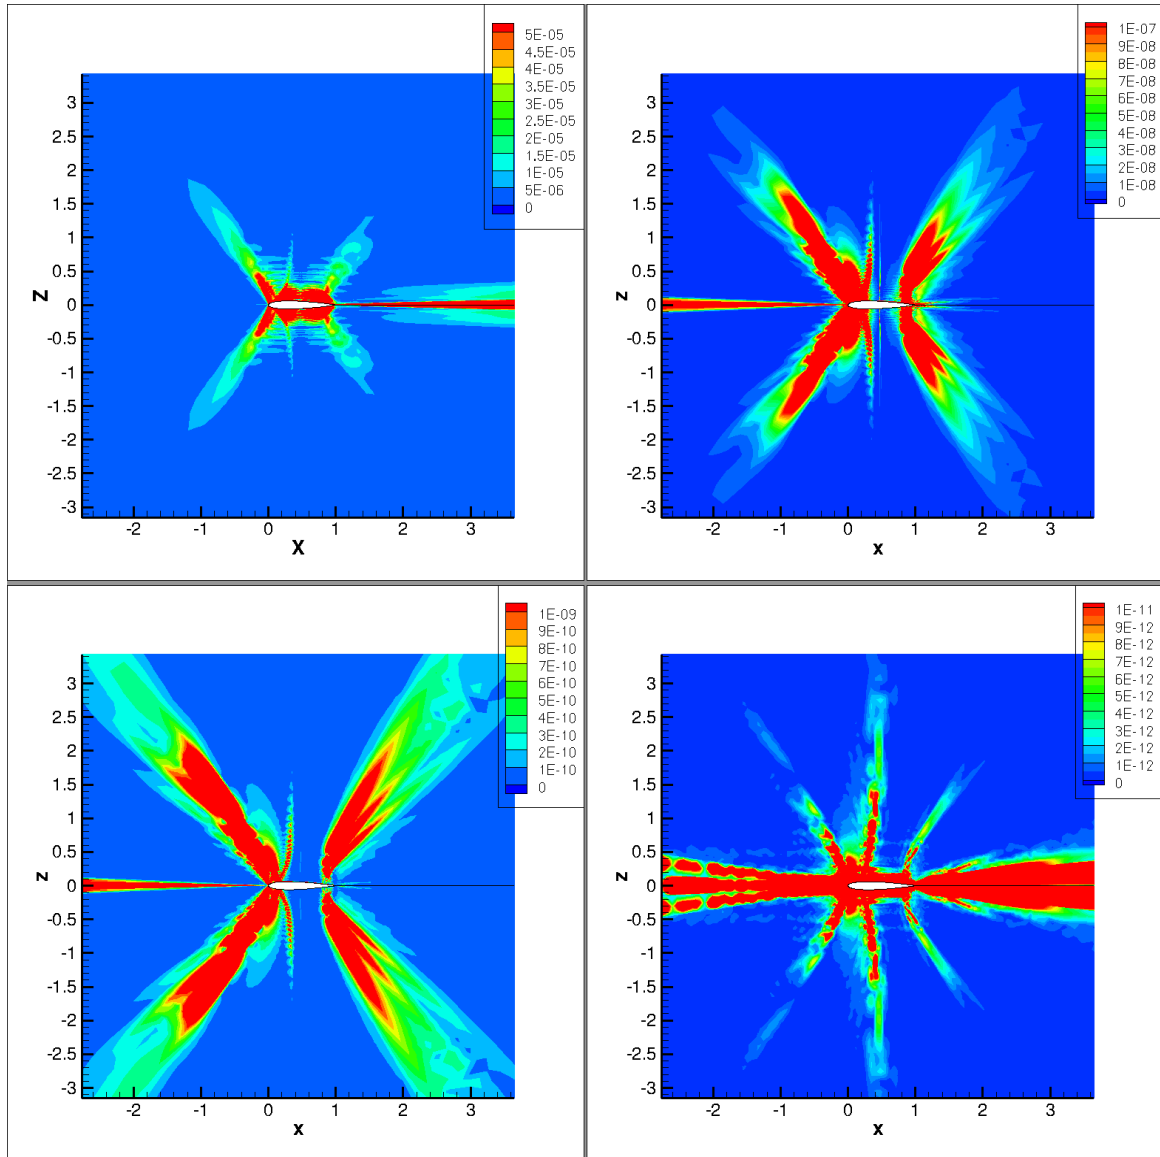 5E-05
4.5E-05
4E-05
3.5E-05
3E-05
2.5E-05
2E-05
1.5E-05
1E-05
5E-06
0
3
2.5
2
1.5
1
0.5
0
-0.5
-1
-1.5
-2
-2.5
-3
Z
-2 -1 0 1 2 3
X
1E-07
9E-08
8E-08
7E-08
6E-08
5E-08
4E-08
3E-08
2E-08
1E-08
0
3
2.5
2
1.5
1
0.5
0
-0.5
-1
-1.5
-2
-2.5
-3
z
-2 -1 0 1 2 3
x
1E-09
9E-10
8E-10
7E-10
6E-10
5E-10
4E-10
3E-10
2E-10
1E-10
0
3
2.5
2
1.5
1
0.5
0
-0.5
-1
-1.5
-2
-2.5
-3
z
-2 -1 0 1 2 3
x
1E-11
9E-12
8E-12
7E-12
6E-12
5E-12
4E-12
3E-12
2E-12
1E-12
0
3
2.5
2
1.5
1
0.5
0
-0.5
-1
-1.5
-2
-2.5
-3
z
-2 -1 0 1 2 3
x